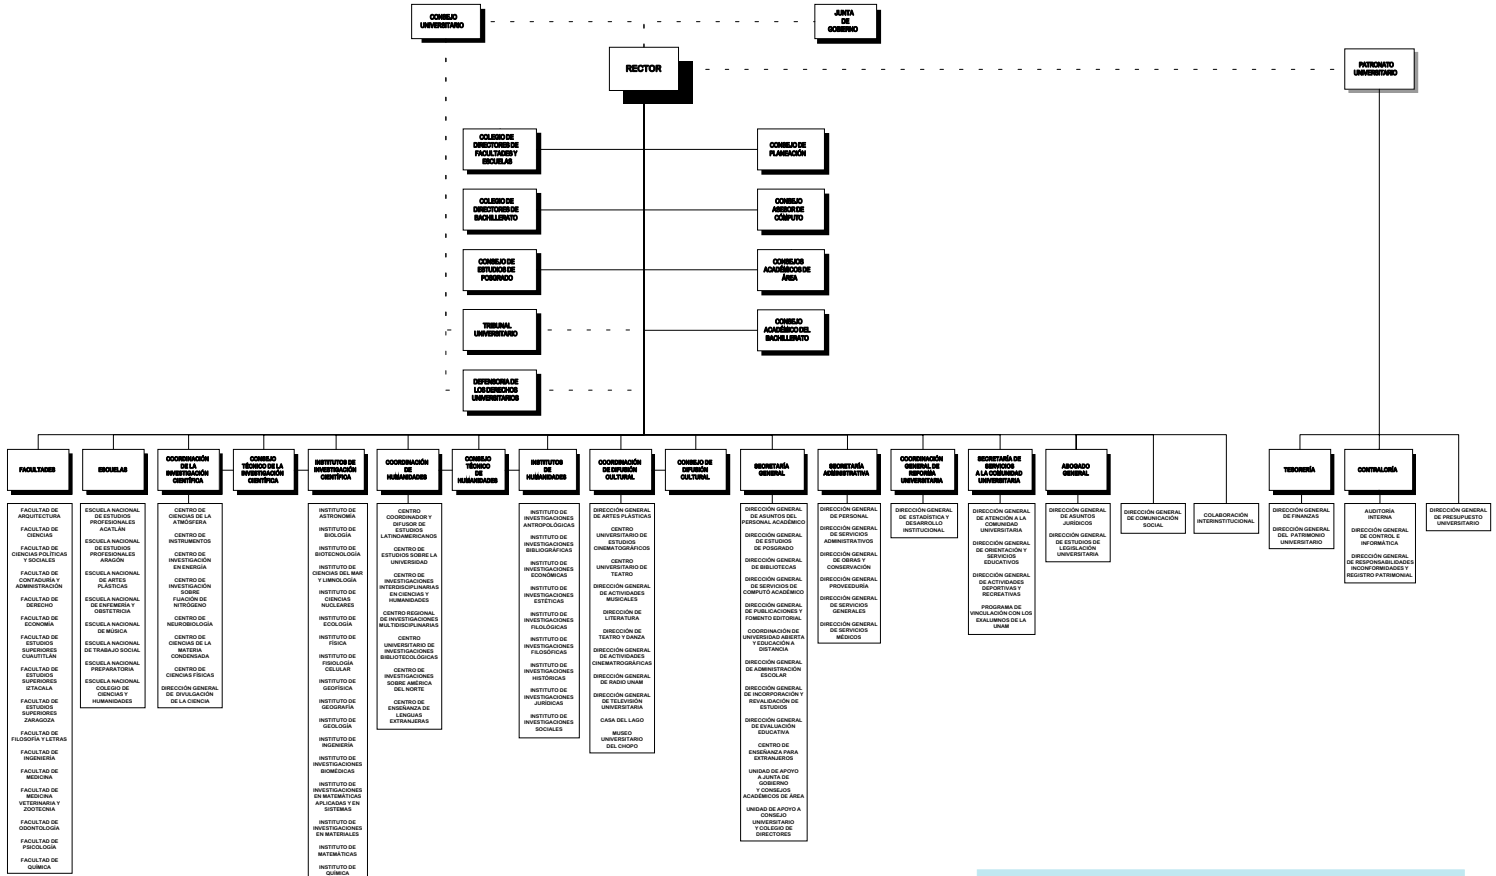 CONSEJO
UNIVERSITARIO
JUNTA
DE
GOBIERNO
RECTOR
PATRONATO
UNIVERSITARIO
COLEGIO DE
DIRECTORES DE
FACULTADES Y
ESCUELAS
CONSEJO DE
PLANEACIÓN
COLEGIO DE
DIRECTORES DE
BACHILLERATO
CONSEJO
ASESOR DE
CÓMPUTO
CONSEJO DE
ESTUDIOS DE
POSGRADO
CONSEJOS
ACADÉMICOS DE
ÁREA
TRIBUNAL
UNIVERSITARIO
CONSEJO
ACADÉMICO DEL
BACHILLERATO
DEFENSORIA DE
LOS DERECHOS
UNIVERSITARIOS
FACULTADES
FACULTAD DE
ARQUITECTURA
FACULTAD DE
CIENCIAS
FACULTAD DE
CIENCIAS POLÍTICAS
Y SOCIALES
FACULTAD DE
CONTADURÍA Y
ADMINISTRACIÓN
FACULTAD DE
DERECHO
FACULTAD DE
ECONOMÍA
FACULTAD DE
ESTUDIOS
SUPERIORES
CUAUTITLÁN
FACULTAD DE
ESTUDIOS
SUPERIORES
IZTACALA
FACULTAD DE
ESTUDIOS
SUPERIORES
ZARAGOZA
FACULTAD DE
FILOSOFÍA Y LETRAS
FACULTAD DE
INGENIERÍA
FACULTAD DE
MEDICINA
FACULTAD DE
MEDICINA
VETERINARIA Y
ZOOTECNIA
FACULTAD DE
ODONTOLOGÍA
FACULTAD DE
PSICOLOGÍA
FACULTAD DE
QUÍMICA
ESCUELAS
ESCUELA NACIONAL
DE ESTUDIOS
PROFESIONALES
ACATLÁN
ESCUELA NACIONAL
DE ESTUDIOS
PROFESIONALES
ARAGÓN
ESCUELA NACIONAL
DE ARTES
PLÁSTICAS
ESCUELA NACIONAL
DE ENFEMERÍA Y
OBSTETRICIA
ESCUELA NACIONAL
DE MÚSICA
ESCUELA NACIONAL
DE TRABAJO SOCIAL
ESCUELA NACIONAL
PREPARATORIA
ESCUELA NACIONAL
COLEGIO DE
CIENCIAS Y
HUMANIDADES
COORDINACIÓN
DE LA
INVESTIGACIÓN
CIENTÍFICA
CENTRO DE
CIENCIAS DE LA
ATMÓSFERA
CENTRO DE
INSTRUMENTOS
CENTRO DE
INVESTIGACIÓN
EN ENERGÍA
CENTRO DE
INVESTIGACIÓN
SOBRE
FIJACIÓN DE
NITRÓGENO
CENTRO DE
NEUROBIOLOGÍA
CENTRO DE
CIENCIAS DE LA
MATERIA
CONDENSADA
CENTRO DE
CIENCIAS FÍSICAS
DIRECCIÓN GENERAL
DE DIVULGACIÓN
DE LA CIENCIA
CONSEJO
TÉCNICO DE LA
INVESTIGACIÓN
CIENTÍFICA
INSTITUTOS DE
INVESTIGACIÓN
CIENTÍFICA
INSTITUTO DE
ASTRONOMÍA
INSTITUTO DE
BIOLOGÍA
INSTITUTO DE
BIOTECNOLOGÍA
INSTITUTO DE
CIENCIAS DEL MAR
Y LIMNOLOGÍA
INSTITUTO DE
CIENCIAS
NUCLEARES
INSTITUTO DE
ECOLOGÍA
INSTITUTO DE
FÍSICA
INSTITUTO DE
FISIOLOGÍA
CELULAR
INSTITUTO DE
GEOFÍSICA
INSTITUTO DE
GEOGRAFÍA
INSTITUTO DE
GEOLOGÍA
INSTITUTO DE
INGENIERÍA
INSTITUTO DE
INVESTIGACIONES
BIOMÉDICAS
INSTITUTO DE
INVESTIGACIONES
EN MATEMÁTICAS
APLICADAS Y EN
SISTEMAS
INSTITUTO DE
INVESTIGACIONES
EN MATERIALES
INSTITUTO DE
MATEMÁTICAS
INSTITUTO DE
QUÍMICA
COORDINACIÓN
DE
HUMANIDADES
CENTRO
COORDINADOR Y
DIFUSOR DE
ESTUDIOS
LATINOAMERICANOS
CENTRO DE
ESTUDIOS SOBRE LA
UNIVERSIDAD
CENTRO DE
INVESTIGACIONES
INTERDISCIPLINARIAS
EN CIENCIAS Y
HUMANIDADES
CENTRO REGIONAL
DE INVESTIGACIONES
MULTIDISCIPLINARIAS
CENTRO
UNIVERSITARIO DE
INVESTIGACIONES
BIBLIOTECOLÓGICAS
CENTRO DE
INVESTIGACIONES
SOBRE AMÉRICA
DEL NORTE
CENTRO DE
ENSEÑANZA DE
LENGUAS
EXTRANJERAS
CONSEJO
TÉCNICO
DE
HUMANIDADES
INSTITUTOS
DE
HUMANIDADES
INSTITUTO DE
INVESTIGACIONES
ANTROPOLÓGICAS
INSTITUTO DE
INVESTIGACIONES
BIBLIOGRÁFICAS
INSTITUTO DE
INVESTIGACIONES
ECONÓMICAS
INSTITUTO DE
INVESTIGACIONES
ESTÉTICAS
INSTITUTO DE
INVESTIGACIONES
FILOLÓGICAS
INSTITUTO DE
INVESTIGACIONES
FILOSÓFICAS
INSTITUTO DE
INVESTIGACIONES
HISTÓRICAS
INSTITUTO DE
INVESTIGACIONES
JURÍDICAS
INSTITUTO DE
INVESTIGACIONES
SOCIALES
COORDINACIÓN
DE DIFUSIÓN
CULTURAL
DIRECCIÓN GENERAL
DE ARTES PLÁSTICAS
CENTRO
UNIVERSITARIO DE
ESTUDIOS
CINEMATOGRÁFICOS
CENTRO
UNIVERSITARIO DE
TEATRO
DIRECCIÓN GENERAL
DE ACTIVIDADES
MUSICALES
DIRECCIÓN DE
LITERATURA
DIRECCIÓN DE
TEATRO Y DANZA
DIRECCIÓN GENERAL
DE ACTIVIDADES
CINEMATROGRÁFICAS
DIRECCIÓN GENERAL
DE RADIO UNAM
DIRECCIÓN GENERAL
DE TELEVISIÓN
UNIVERSITARIA
CASA DEL LAGO
MUSEO
UNIVERSITARIO
DEL CHOPO
CONSEJO DE
DIFUSIÓN
CULTURAL
SECRETARÍA
GENERAL
DIRECCIÓN GENERAL
DE ASUNTOS DEL
PERSONAL ACADÉMICO
DIRECCIÓN GENERAL
DE ESTUDIOS
DE POSGRADO
DIRECCIÓN GENERAL
DE BIBLIOTECAS
DIRECCIÓN GENERAL
DE SERVICIOS DE
COMPUTÓ ACADÉMICO
DIRECCIÓN GENERAL
DE PUBLICACIONES Y
FOMENTO EDITORIAL
COORDINACIÓN DE
UNIVERSIDAD ABIERTA
Y EDUCACIÓN A
DISTANCIA
DIRECCIÓN GENERAL
DE ADMINISTRACIÓN
ESCOLAR
DIRECCIÓN GENERAL
DE INCORPORACIÓN Y
REVALIDACIÓN DE
ESTUDIOS
DIRECCIÓN GENERAL
DE EVALUACIÓN
EDUCATIVA
CENTRO DE
ENSEÑANZA PARA
EXTRANJEROS
UNIDAD DE APOYO
A JUNTA DE
GOBIERNO
Y CONSEJOS
ACADÉMICOS DE ÁREA
UNIDAD DE APOYO A
CONSEJO
UNIVERSITARIO
Y COLEGIO DE
DIRECTORES
SECRETARÍA
ADMINISTRATIVA
DIRECCIÓN GENERAL
DE PERSONAL
DIRECCIÓN GENERAL
DE SERVICIOS
ADMINISTRATIVOS
DIRECCIÓN GENERAL
DE OBRAS Y
CONSERVACIÓN
DIRECCIÓN GENERAL
PROVEEDURÍA
DIRECCIÓN GENERAL
DE SERVICIOS
GENERALES
DIRECCIÓN GENERAL
DE SERVICIOS
MÉDICOS
COORDINACIÓN
GENERAL DE
REFORMA
UNIVERSITARIA
DIRECCIÓN GENERAL
DE ESTADÍSTICA Y
DESARROLLO
INSTITUCIONAL
SECRETARÍA DE
SERVICIOS
A LA COMUNIDAD
UNIVERSITARIA
DIRECCIÓN GENERAL
DE ATENCIÓN A LA
COMUNIDAD
UNIVERSITARIA
DIRECCIÓN GENERAL
DE ORIENTACIÓN Y
SERVICIOS
EDUCATIVOS
DIRECCIÓN GENERAL
DE ACTIVIDADES
DEPORTIVAS Y
RECREATIVAS
PROGRAMA DE
VINCULACIÓN CON LOS
EXALUMNOS DE LA
UNAM
ABOGADO
GENERAL
DIRECCIÓN GENERAL
DE ASUNTOS
JURÍDICOS
DIRECCIÓN GENERAL
DE ESTUDIOS DE
LEGISLACIÓN
UNIVERSITARIA
DIRECCIÓN GENERAL
DE COMUNICACIÓN
SOCIAL
COLABORACIÓN
INTERINSTITUCIONAL
TESORERÍA
DIRECCIÓN GENERAL
DE FINANZAS
DIRECCIÓN GENERAL
DEL PATRIMONIO
UNIVERSITARIO
CONTRALORÍA
AUDITORÍA
INTERNA
DIRECCIÓN GENERAL
DE CONTROL E
INFORMÁTICA
DIRECCIÓN GENERAL
DE RESPONSABILIDADES
INCONFORMIDADES Y
REGISTRO PATRIMONIAL
DIRECCIÓN GENERAL
DE PRESUPUESTO
UNIVERSITARIO